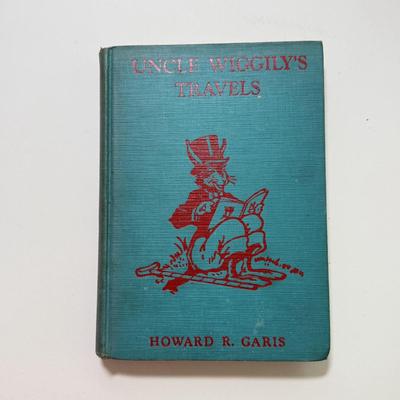 UNCLE WIGGILY'S
TRAVELS
HOWARD R. GARIS